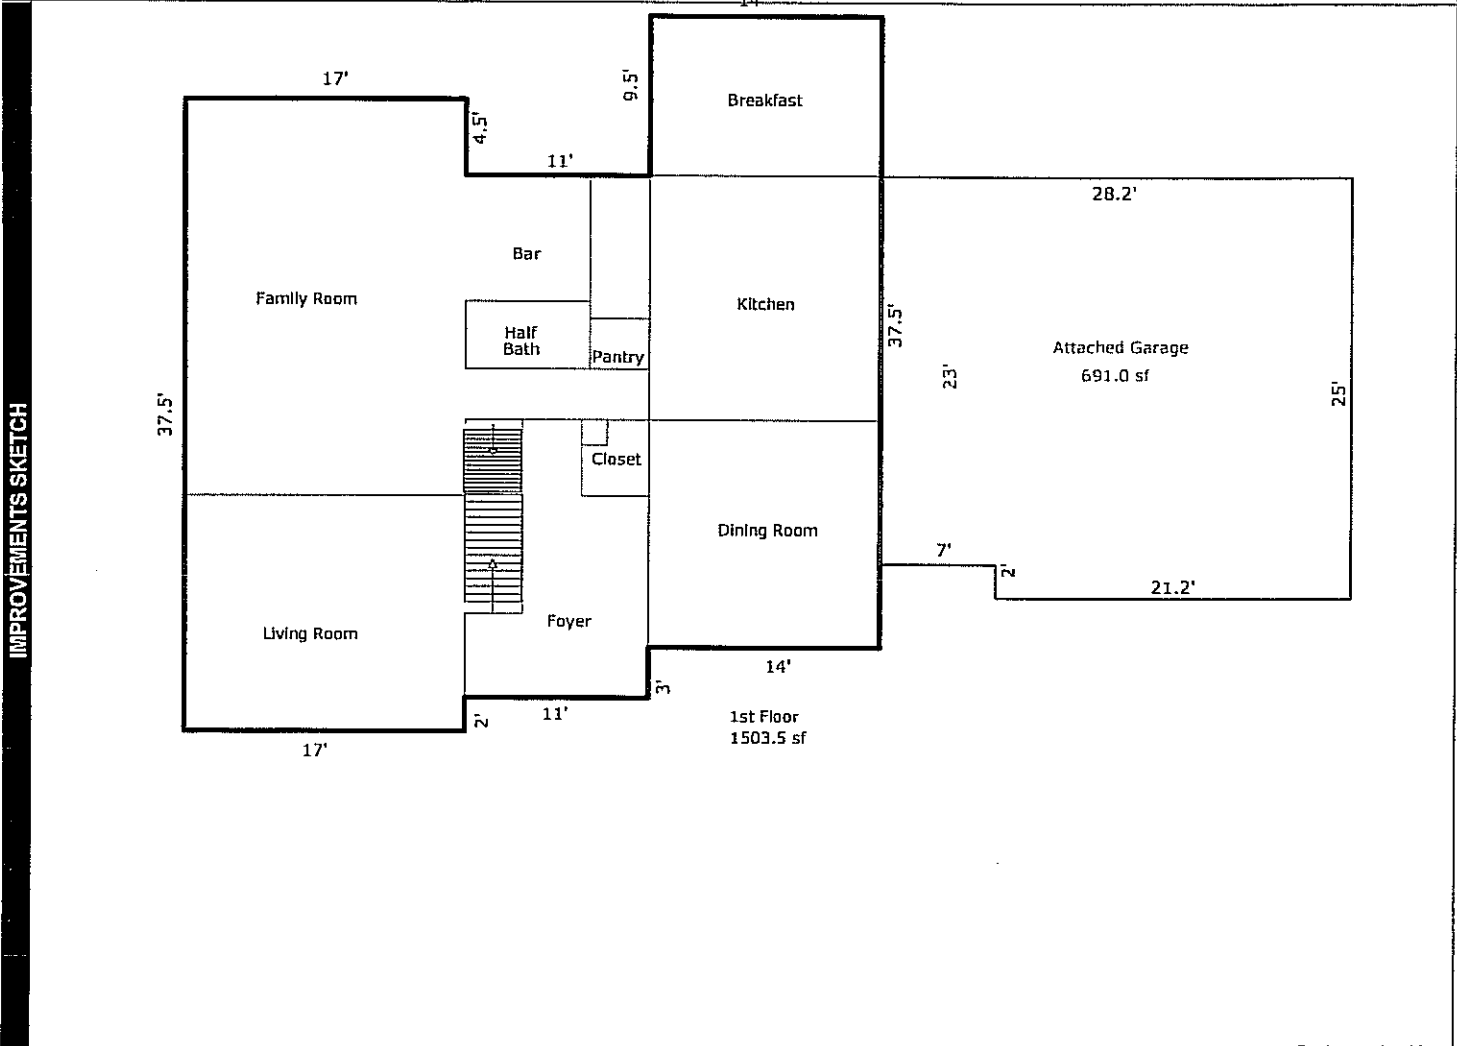 IMPROVEMENTS SKETCH
14'
17'
9.5'
Breakfast
4.5'
11'
28.2'
Bar
Family Room
Kitchen
37.5'
Half
Bath
Pantry
Attached Garage
691.0 sf
23'
25'
37.5'
Closet
Dining Room
7'
2'
21.2'
Foyer
Living Room
14'
3'
11'
2'
17'
1st Floor
1503.5 sf